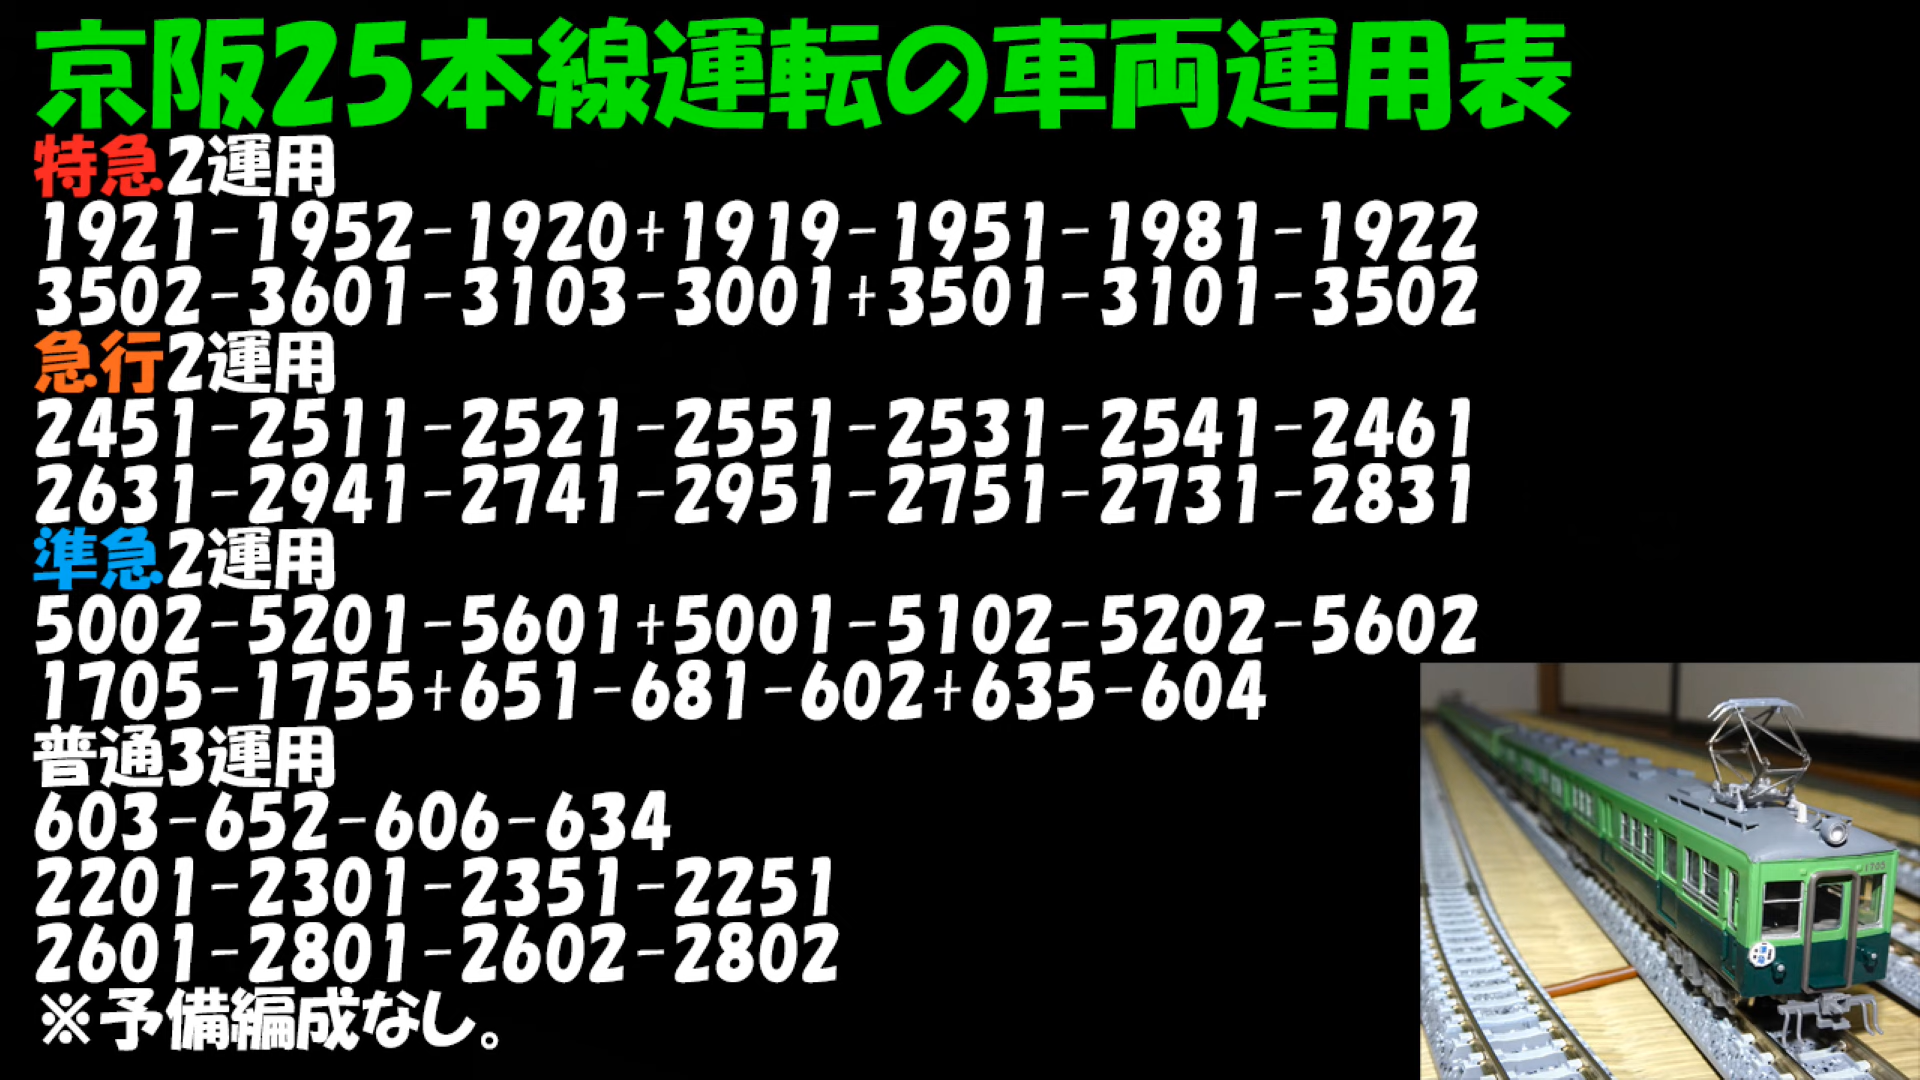 京阪25本線運転の車両運用表
特急2運用
1921-1952-1920+1919-1951-1981-1922
3502-3601-3103-3001+3501-3101-3502
急行2運用
2451-2511-2521-2551-2531-2541-2461
2631-2941-2741-2951-2751-2731-2831
準急2運用
5002-5201-5601+5001-5102-5202-5602
1705-1755+651-681-602+635-604
普通3運用
603-652-606-634
2201-2301-2351-2251
2601-2801-2602-2802
※予備編成なし。
1705